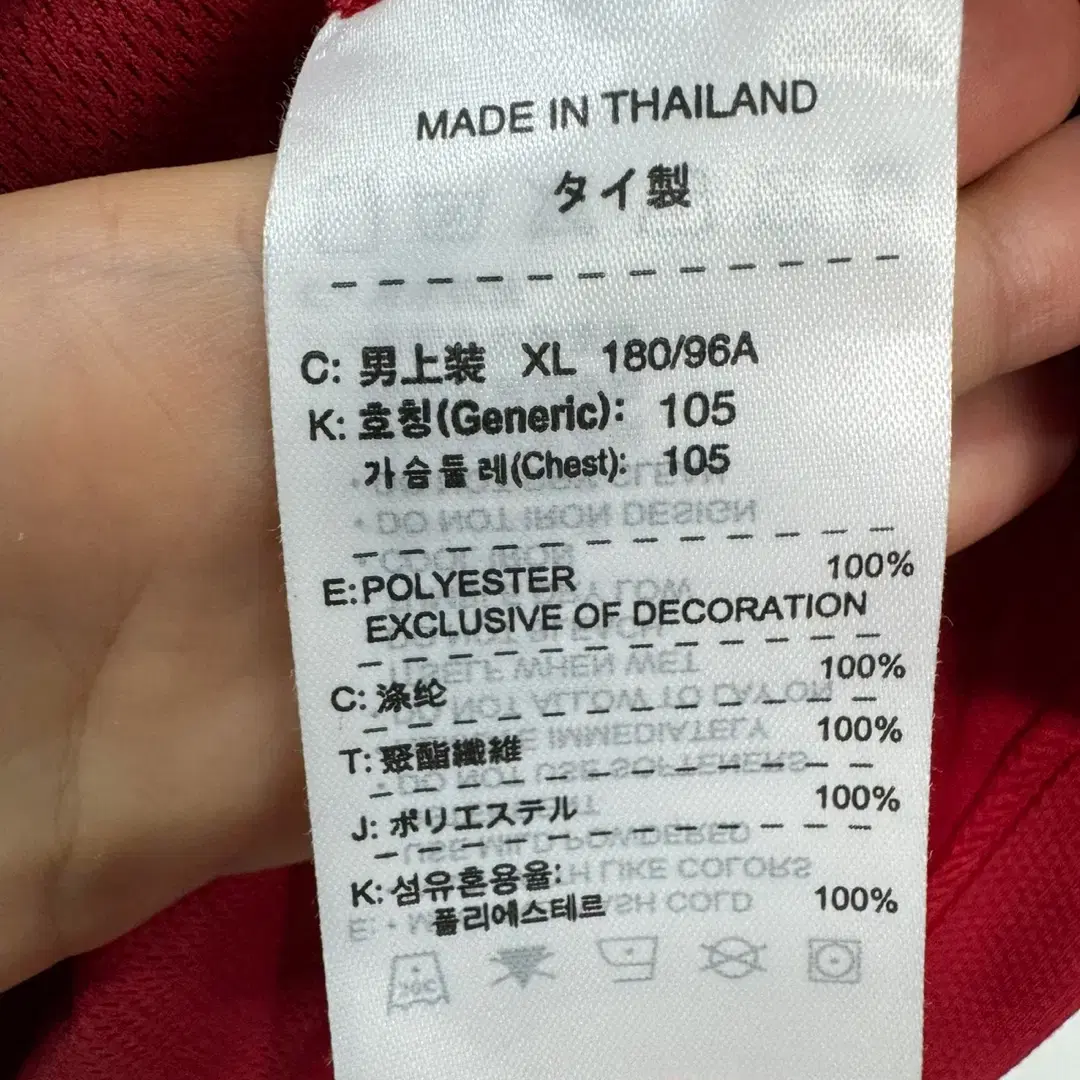 MADE IN THAILAND
タイ製
C: 男上装 XL 180/96A
K: 호칭(Generic): 105
가슴둘레(Chest): 105
E: POLYESTER 100%
EXCLUSIVE OF DECORATION
C: 涤纶 100%
T: 聚酯纖維 100%
J: ポリエステル 100%
K: 섬유혼용율:
폴리에스테르 100%